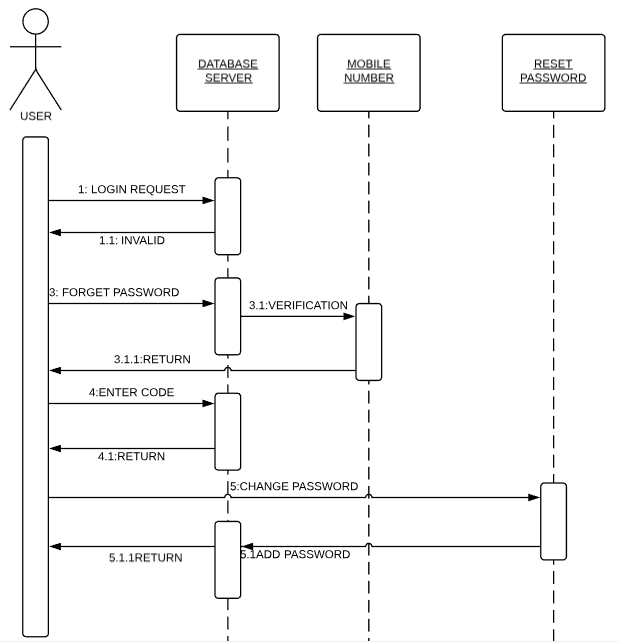 DATABASE
SERVER
MOBILE
NUMBER
RESET
PASSWORD
USER
1: LOGIN REQUEST
1.1: INVALID
3: FORGET PASSWORD
3.1:VERIFICATION
3.1.1:RETURN
4:ENTER CODE
4.1:RETURN
5:CHANGE PASSWORD
5.1ADD PASSWORD
5.1.1RETURN